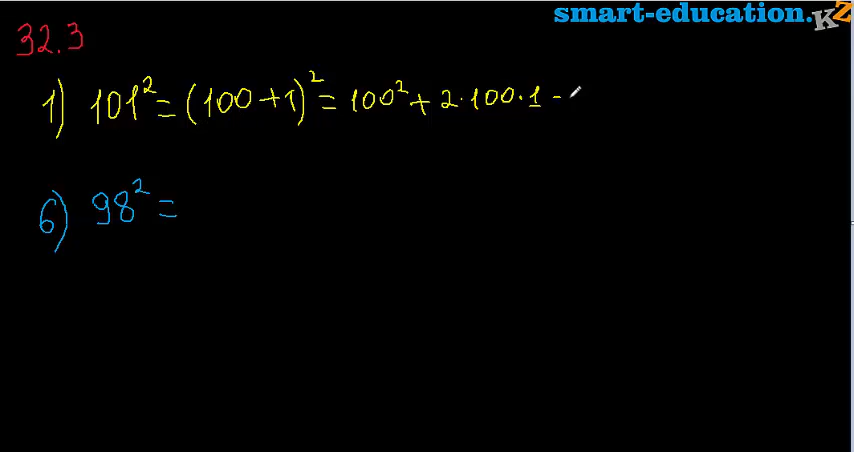 smart-education.KZ
32.3
1) 101² = (100 + 1)² = 100² + 2 · 100 · 1 -
6) 98² =